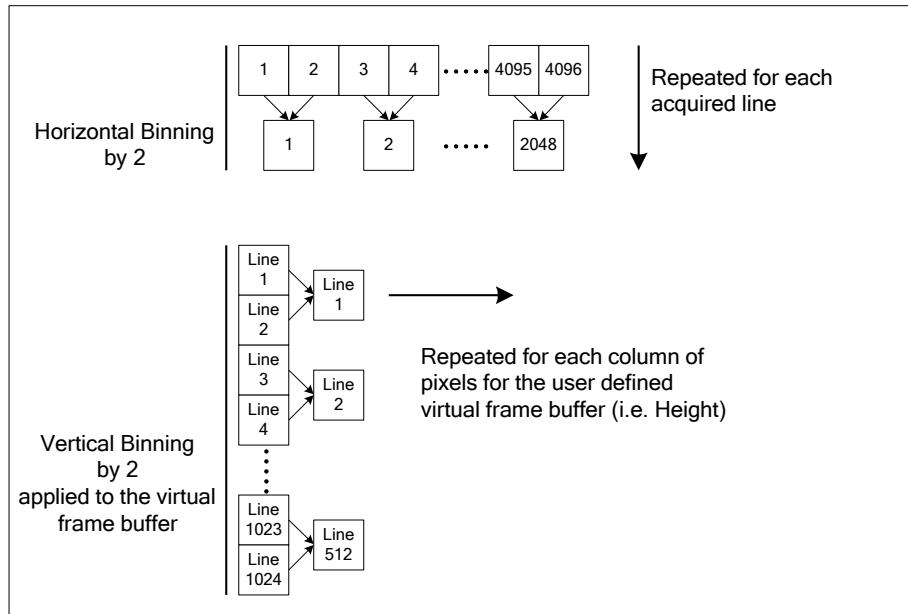 1 2 3 4 ..... 4095 4096
Repeated for each
acquired line
Horizontal Binning
by 2
1 2 ..... 2048
Line
1
Line
2
Line
1
Line
3
Line
4
Line
2
Repeated for each column of
pixels for the user defined
virtual frame buffer (i.e. Height)
Vertical Binning
by 2
applied to the virtual
frame buffer
Line
1023
Line
1024
Line
512